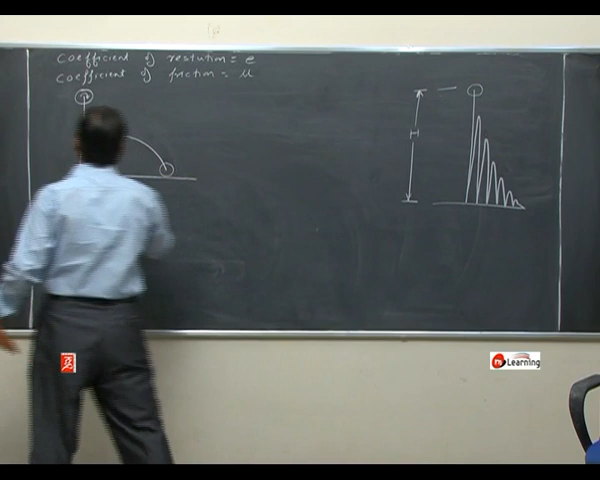 coefficient of restitution = e
coefficient of friction = μ
H
Learning